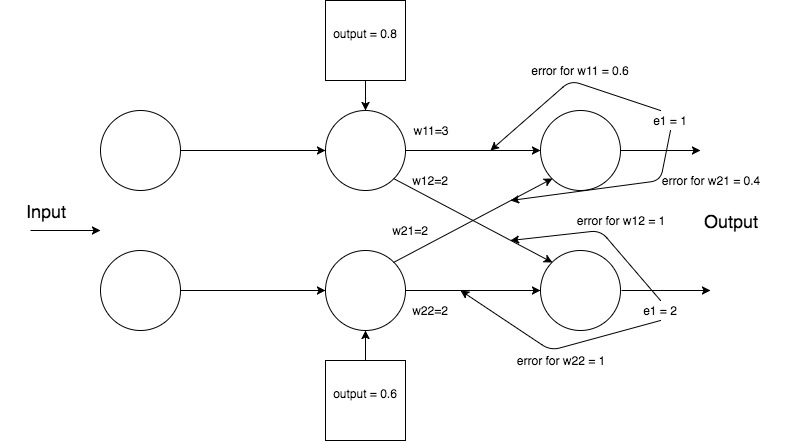 output = 0.8
error for w11 = 0.6
w11=3
e1 = 1
w12=2
error for w21 = 0.4
Input
error for w12 = 1
Output
w21=2
w22=2
e1 = 2
error for w22 = 1
output = 0.6